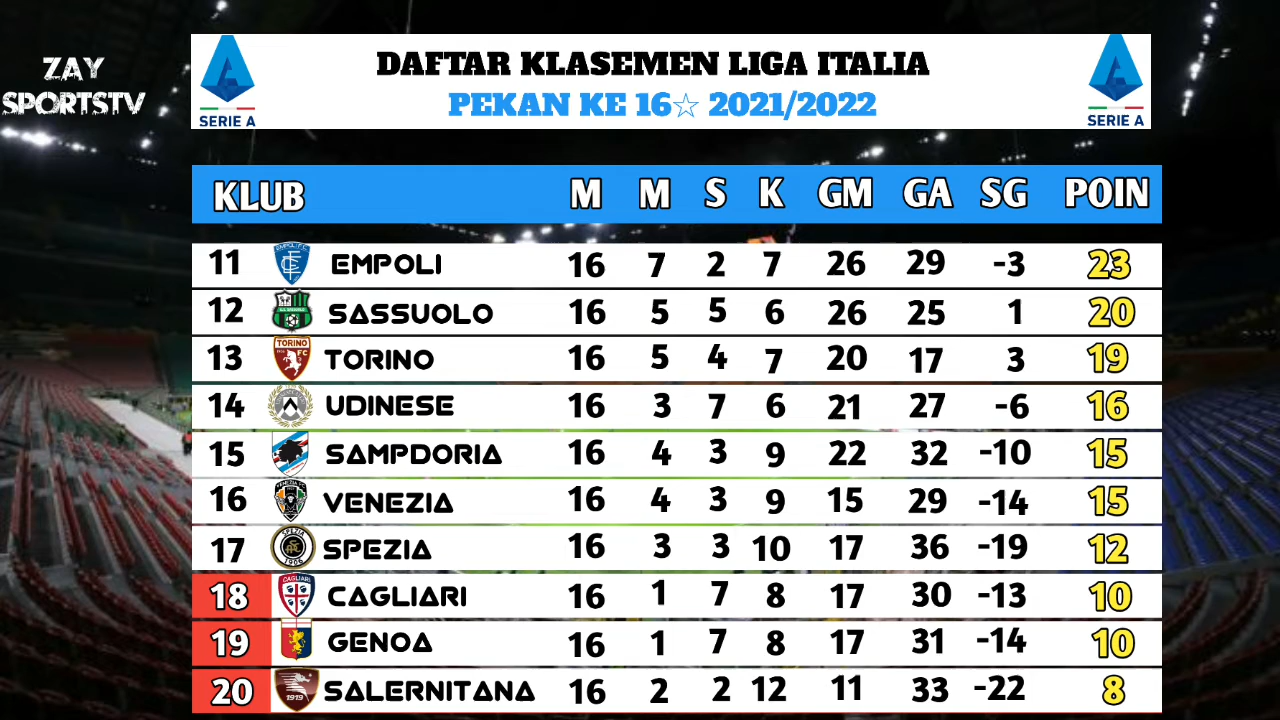 ZAY
SPORTSTV
DAFTAR KLASEMEN LIGA ITALIA
PEKAN KE 16☆ 2021/2022
SERIE A
SERIE A
KLUB M M S K GM GA SG POIN
11 EMPOLI 16 7 2 7 26 29 -3 23
12 SASSUOLO 16 5 5 6 26 25 1 20
13 TORINO 16 5 4 7 20 17 3 19
14 UDINESE 16 3 7 6 21 27 -6 16
15 SAMPDORIA 16 4 3 9 22 32 -10 15
16 VENEZIA 16 4 3 9 15 29 -14 15
17 SPEZIA 16 3 3 10 17 36 -19 12
18 CAGLIARI 16 1 7 8 17 30 -13 10
19 GENOA 16 1 7 8 17 31 -14 10
20 SALERNITANA 16 2 2 12 11 33 -22 8